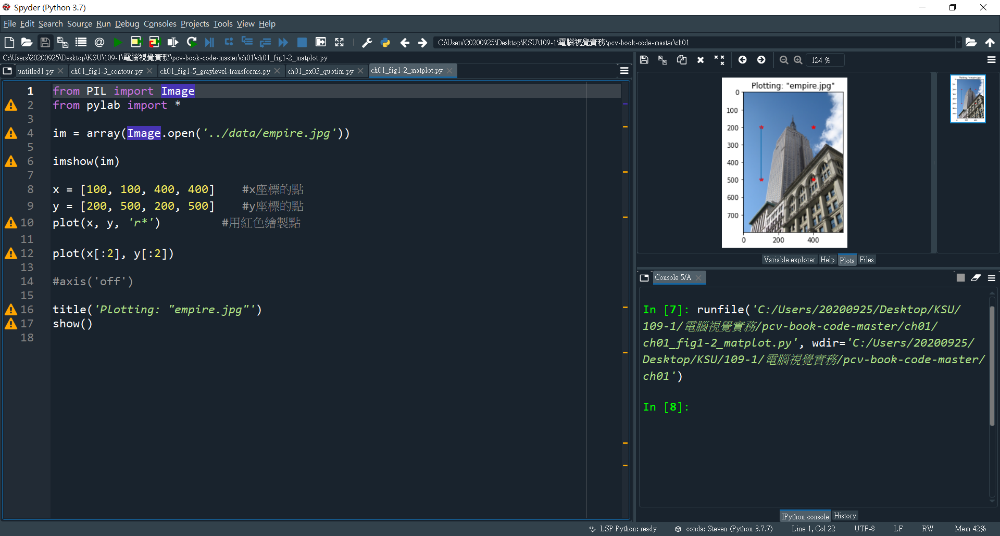 Spyder (Python 3.7)
File Edit Search Source Run Debug Consoles Projects Tools View Help
C:\Users\20200925\Desktop\KSU\109-1\電腦視覺實務\pcv-book-code-master\ch01
C:\Users\20200925\Desktop\KSU\109-1\電腦視覺實務\pcv-book-code-master\ch01\ch01_fig1-2_matplot.py
untitled1.py ch01_fig1-3_contour.py ch01_fig1-5_graylevel-transforms.py ch01_ex03_quotim.py ch01_fig1-2_matplot.py
1 from PIL import Image
2 from pylab import *
3
4 im = array(Image.open('../data/empire.jpg'))
5
6 imshow(im)
7
8 x = [100, 100, 400, 400] #x座標的點
9 y = [200, 500, 200, 500] #y座標的點
10 plot(x, y, 'r*') #用紅色繪製點
11
12 plot(x[:2], y[:2])
13
14 #axis('off')
15
16 title('Plotting: "empire.jpg"')
17 show()
18
124 %
Plotting: "empire.jpg"
0
100
200
300
400
500
600
700
0 200 400
Variable explorer Help Plots Files
Console 5/A
In [7]: runfile('C:/Users/20200925/Desktop/KSU/
109-1/電腦視覺實務/pcv-book-code-master/ch01/
ch01_fig1-2_matplot.py', wdir='C:/Users/20200925/
Desktop/KSU/109-1/電腦視覺實務/pcv-book-code-master/
ch01')
In [8]:
IPython console History
LSP Python: ready conda: Steven (Python 3.7.7) Line 1, Col 22 UTF-8 LF RW Mem 42%